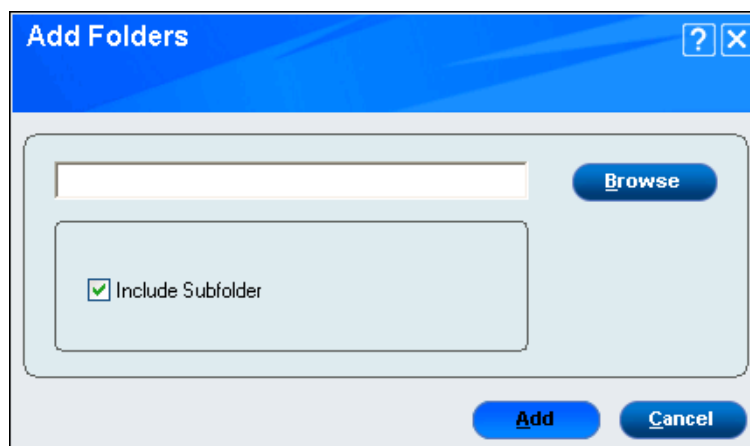 Add Folders
?
Browse
Include Subfolder
Add
Cancel